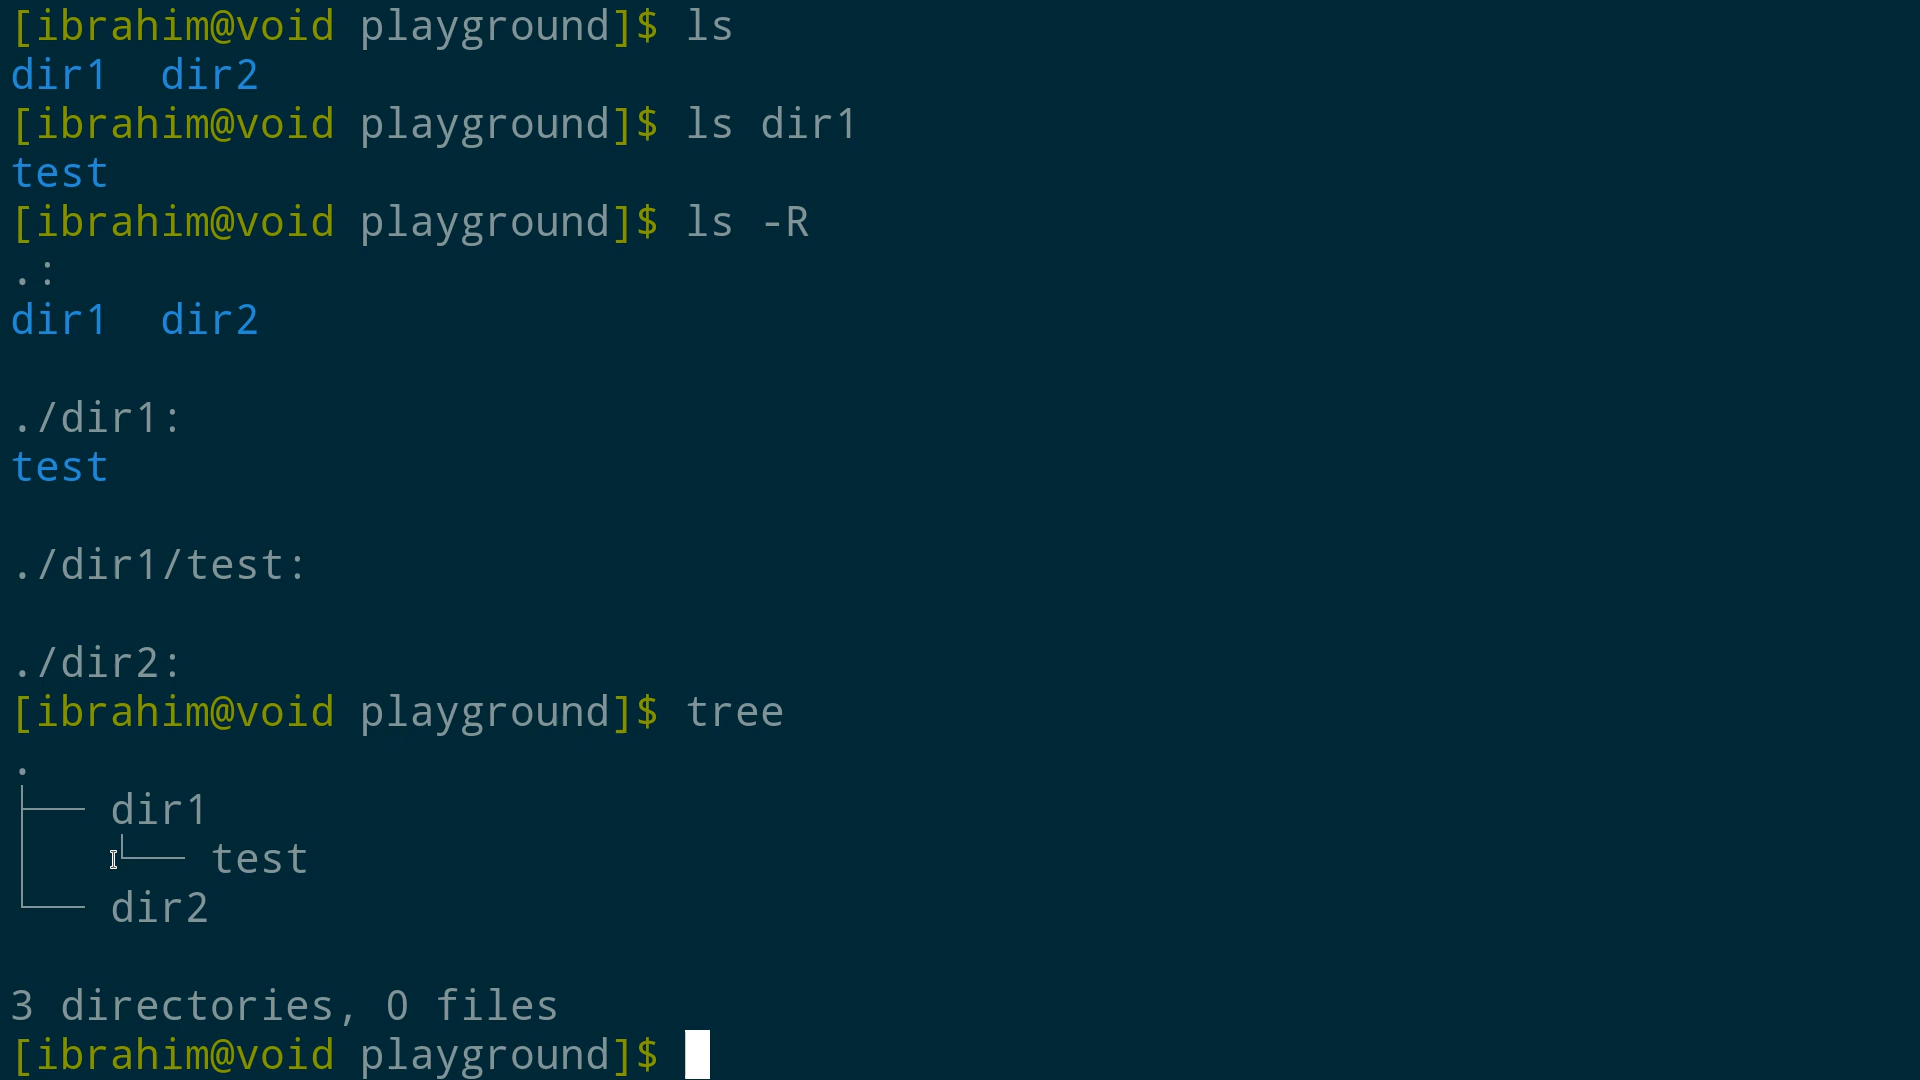 [ibrahim@void playground]$ ls
dir1  dir2
[ibrahim@void playground]$ ls dir1
test
[ibrahim@void playground]$ ls -R
.:
dir1  dir2

./dir1:
test

./dir1/test:

./dir2:
[ibrahim@void playground]$ tree
.
├── dir1
│   └── test
└── dir2

3 directories, 0 files
[ibrahim@void playground]$